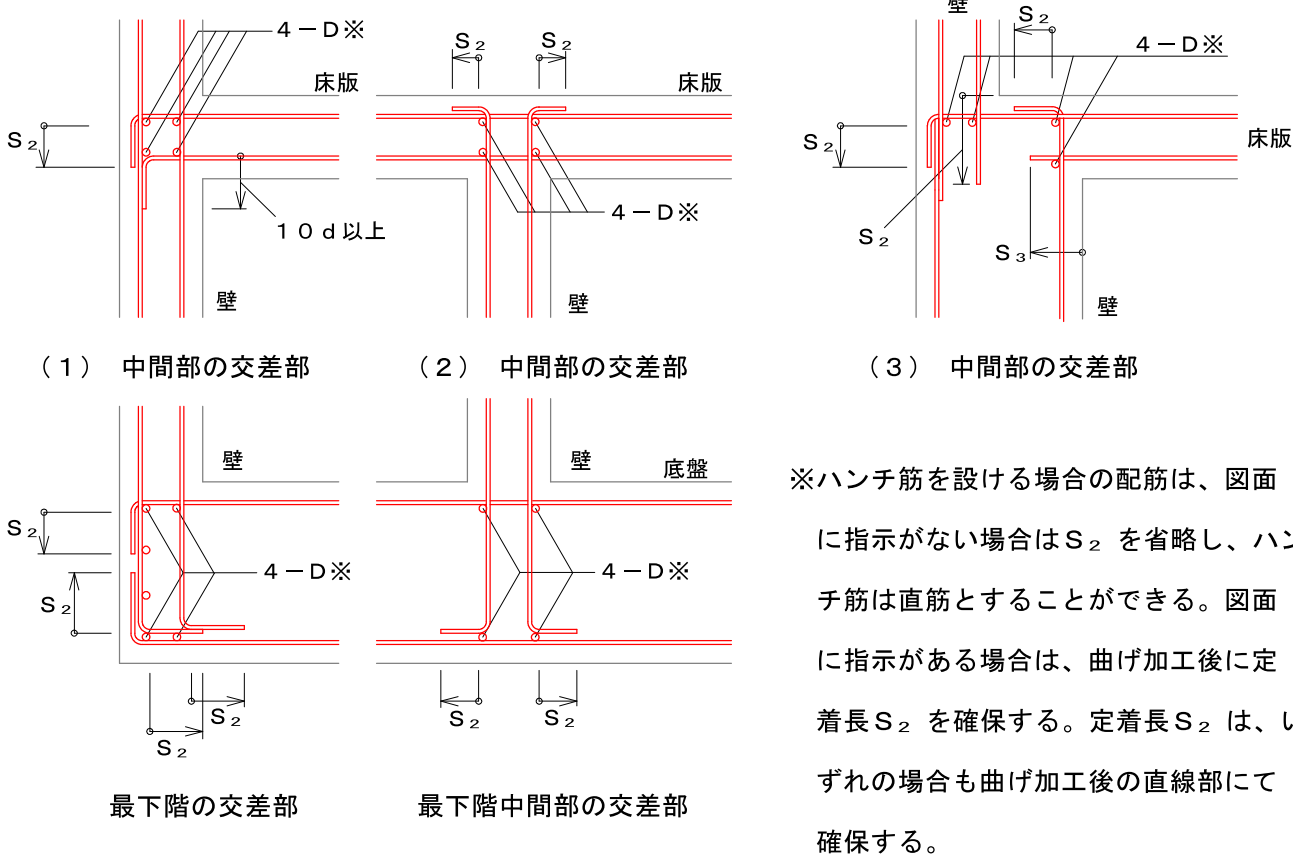 4-D※
床版
S₂
10d以上
壁
(1) 中間部の交差部
S₂
S₂
床版
4-D※
壁
(2) 中間部の交差部
壁
S₂
4-D※
S₂
床版
S₂
S₃
壁
(3) 中間部の交差部
壁
S₂
4-D※
S₂
S₂
S₂
最下階の交差部
壁
底盤
4-D※
S₂
S₂
最下階中間部の交差部
※ハンチ筋を設ける場合の配筋は、図面
に指示がない場合はS₂ を省略し、ハン
チ筋は直筋とすることができる。図面
に指示がある場合は、曲げ加工後に定
着長S₂ を確保する。定着長S₂ は、い
ずれの場合も曲げ加工後の直線部にて
確保する。